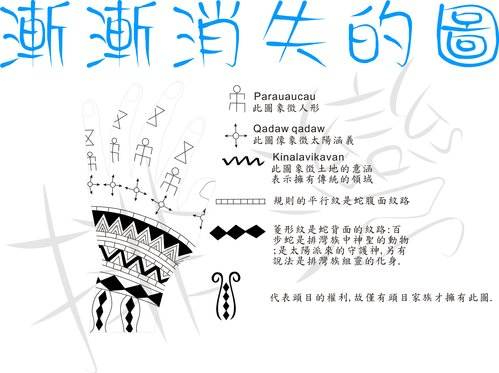 漸漸消失的圖
Parauaucau
此圖象徵人形
Qadaw qadaw
此圖像象徵太陽涵義
Kinalavikavan
此圖象徵土地的意涵
表示擁有傳統的領域
規則的平行紋是蛇腹面紋路
菱形紋是蛇背面的紋路:百
步蛇是排灣族中神聖的動物
;是太陽派來的守護神,另有
說法是排灣族祖靈的化身.
代表頭目的權利,故僅有頭目家族才擁有此圖.